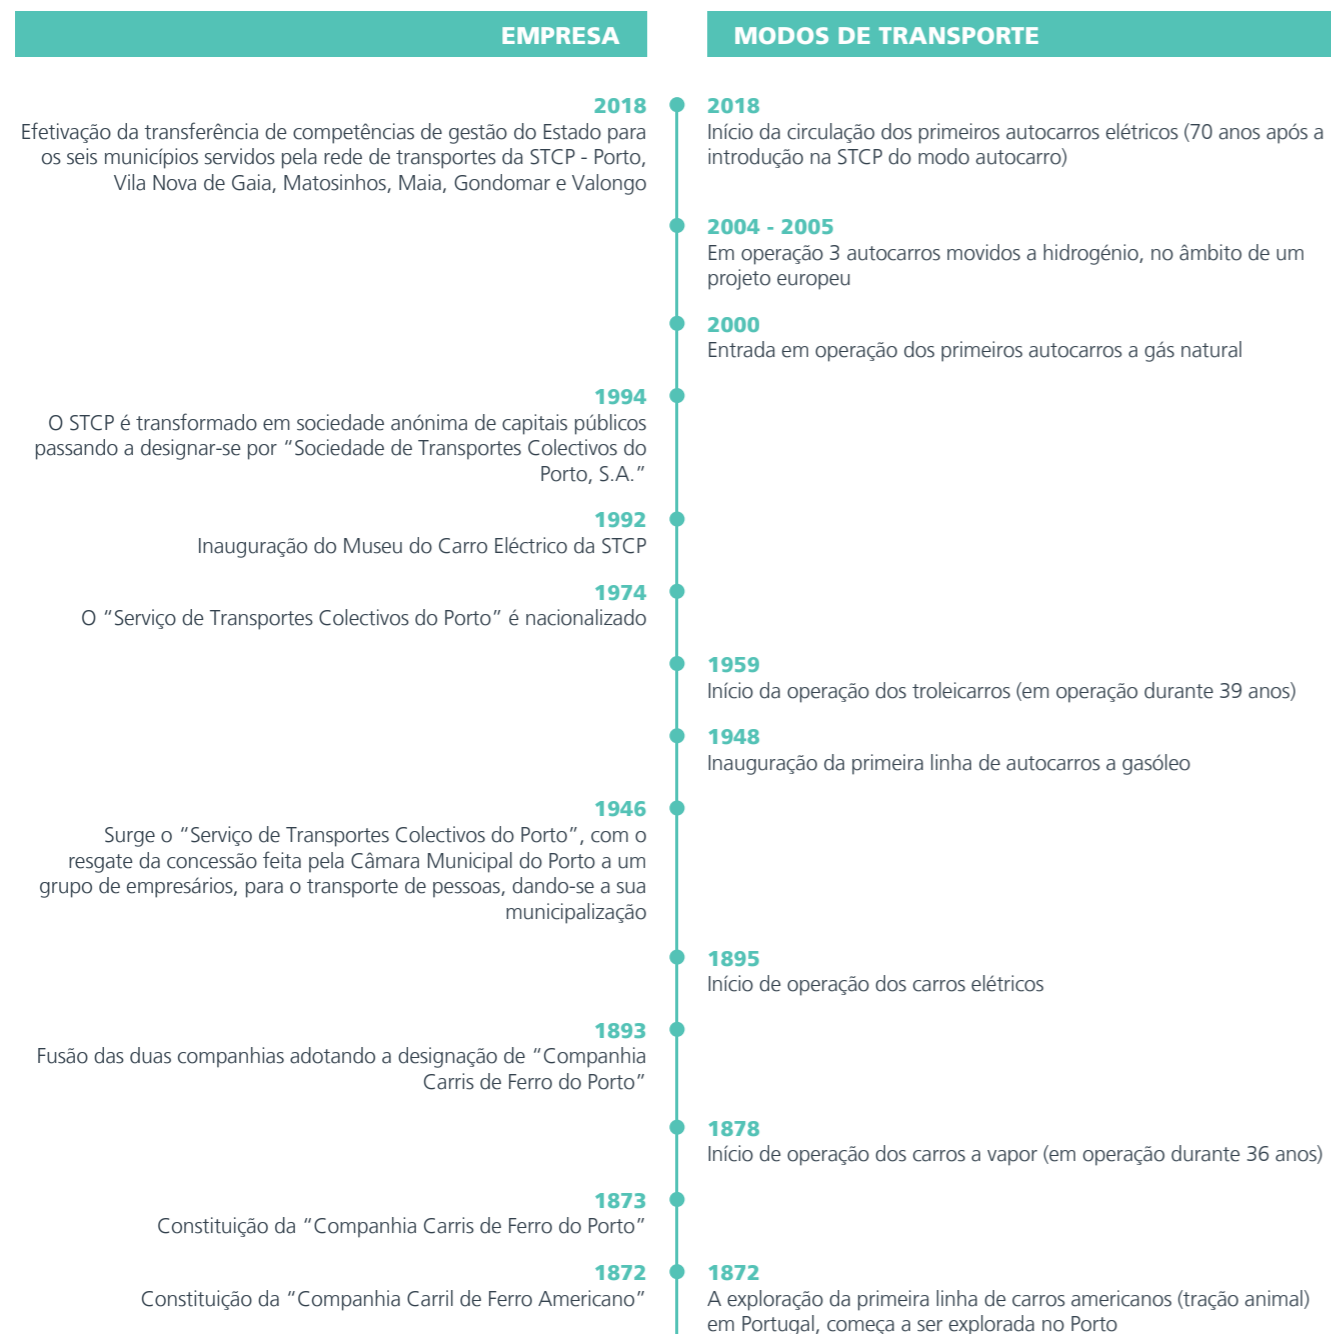 EMPRESA
MODOS DE TRANSPORTE
2018
Efetivação da transferência de competências de gestão do Estado para
os seis municípios servidos pela rede de transportes da STCP - Porto,
Vila Nova de Gaia, Matosinhos, Maia, Gondomar e Valongo
2018
Início da circulação dos primeiros autocarros elétricos (70 anos após a
introdução na STCP do modo autocarro)
2004 - 2005
Em operação 3 autocarros movidos a hidrogénio, no âmbito de um
projeto europeu
2000
Entrada em operação dos primeiros autocarros a gás natural
1994
O STCP é transformado em sociedade anónima de capitais públicos
passando a designar-se por “Sociedade de Transportes Colectivos do
Porto, S.A.”
1992
Inauguração do Museu do Carro Eléctrico da STCP
1974
O “Serviço de Transportes Colectivos do Porto” é nacionalizado
1959
Início da operação dos troleicarros (em operação durante 39 anos)
1948
Inauguração da primeira linha de autocarros a gasóleo
1946
Surge o “Serviço de Transportes Colectivos do Porto”, com o
resgate da concessão feita pela Câmara Municipal do Porto a um
grupo de empresários, para o transporte de pessoas, dando-se a sua
municipalização
1895
Início de operação dos carros elétricos
1893
Fusão das duas companhias adotando a designação de “Companhia
Carris de Ferro do Porto”
1878
Início de operação dos carros a vapor (em operação durante 36 anos)
1873
Constituição da “Companhia Carris de Ferro do Porto”
1872
Constituição da “Companhia Carril de Ferro Americano”
1872
A exploração da primeira linha de carros americanos (tração animal)
em Portugal, começa a ser explorada no Porto